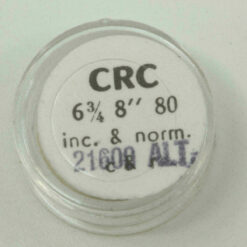 CRC
6¾ 8'' 80
inc. & norm.
21600 ALT.